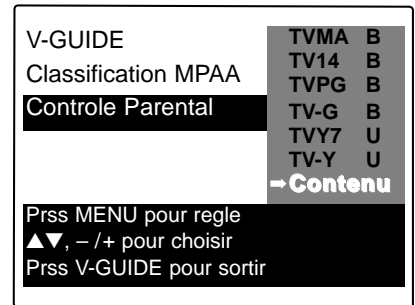 V-GUIDE
Classification MPAA
Controle Parental
TVMA B
TV14 B
TVPG B
TV-G B
TVY7 U
TV-Y U
➡Contenu
Prss MENU pour regle
▲▼, – /+ pour choisir
Prss V-GUIDE pour sortir